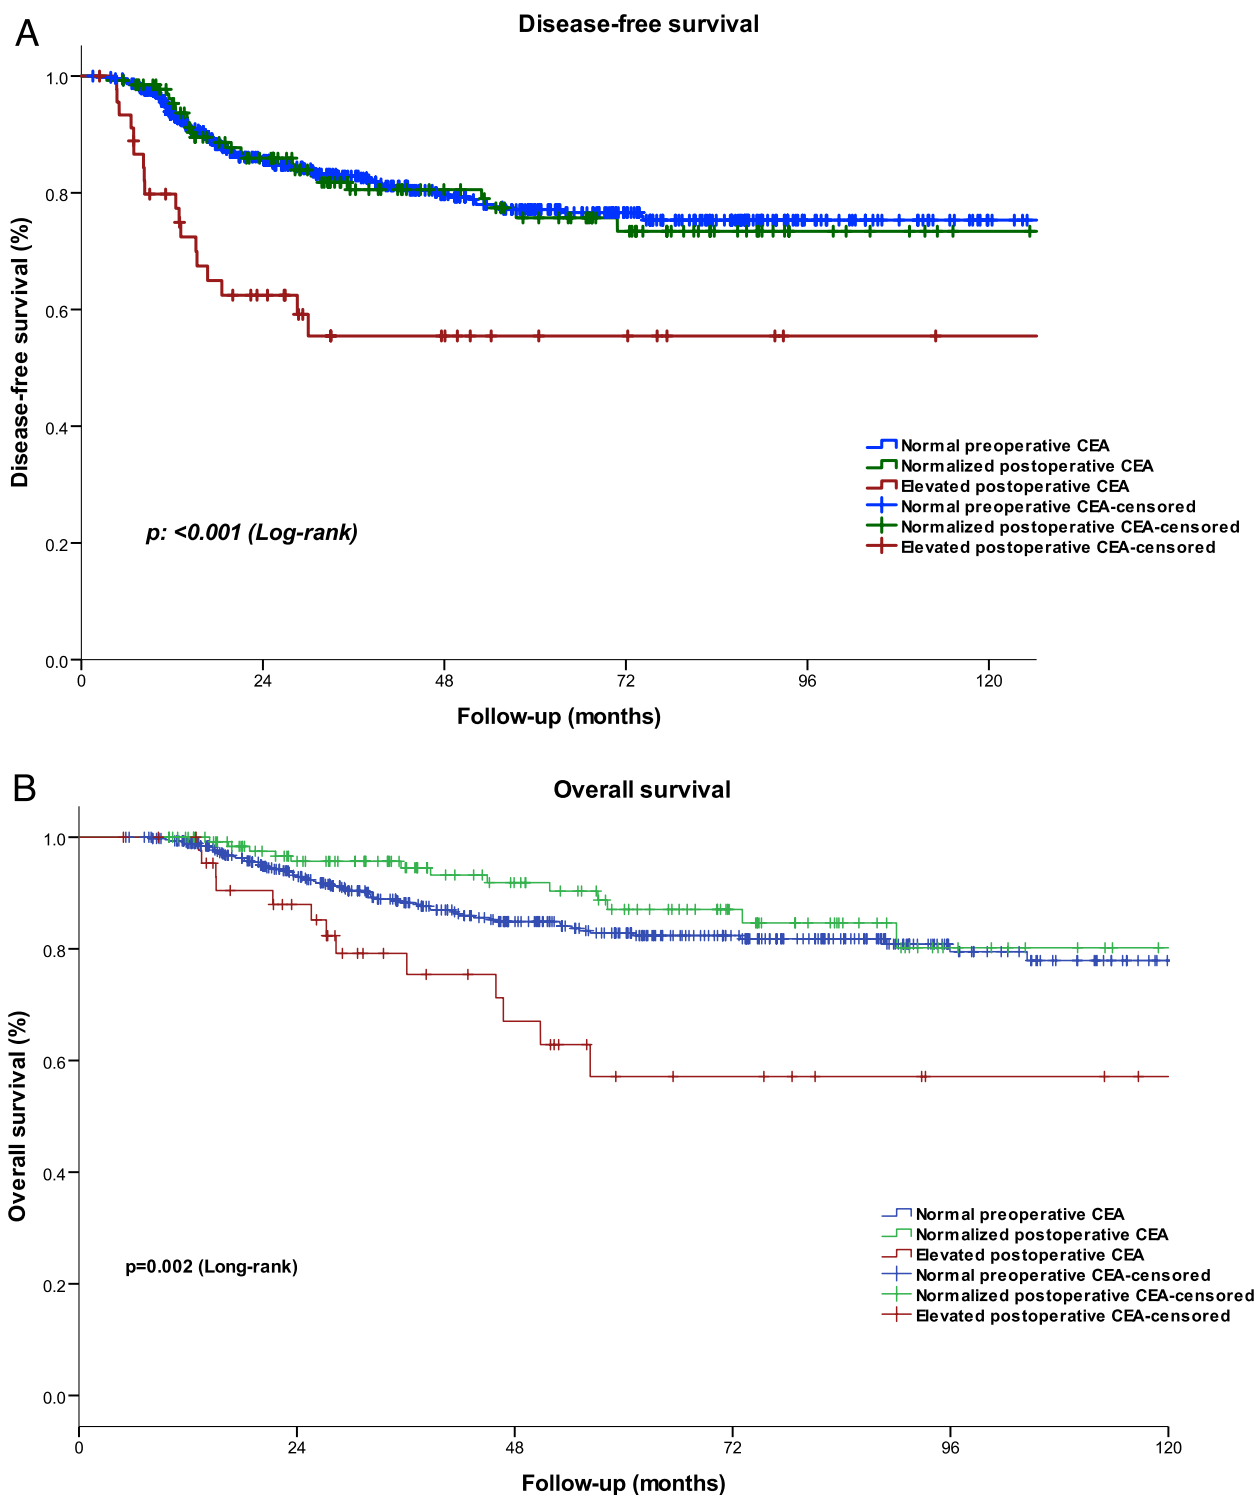 A
Disease-free survival
Disease-free survival (%)
1.0
0.8
0.6
0.4
0.2
0.0
Normal preoperative CEA
Normalized postoperative CEA
Elevated postoperative CEA
Normal preoperative CEA-censored
Normalized postoperative CEA-censored
Elevated postoperative CEA-censored
p: <0.001 (Log-rank)
0 24 48 72 96 120
Follow-up (months)
B
Overall survival
Overall survival (%)
1.0
0.8
0.6
0.4
0.2
0.0
Normal preoperative CEA
Normalized postoperative CEA
Elevated postoperative CEA
Normal preoperative CEA-censored
Normalized postoperative CEA-censored
Elevated postoperative CEA-censored
p=0.002 (Long-rank)
0 24 48 72 96 120
Follow-up (months)